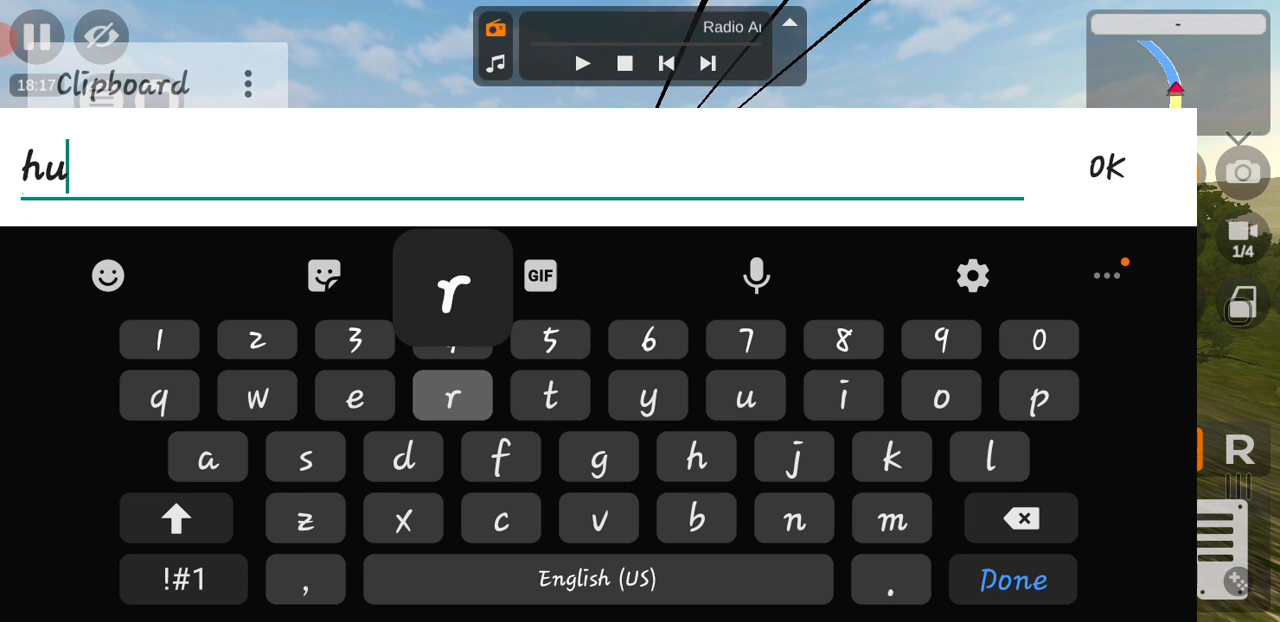 Radio
-
18:17
Clipboard
hu
OK
1/4
r
GIF
1 2 3 5 6 7 8 9 0
q w e r t y u i o p
R
a s d f g h j k l
z x c v b n m
!#1 , English (US) . Done